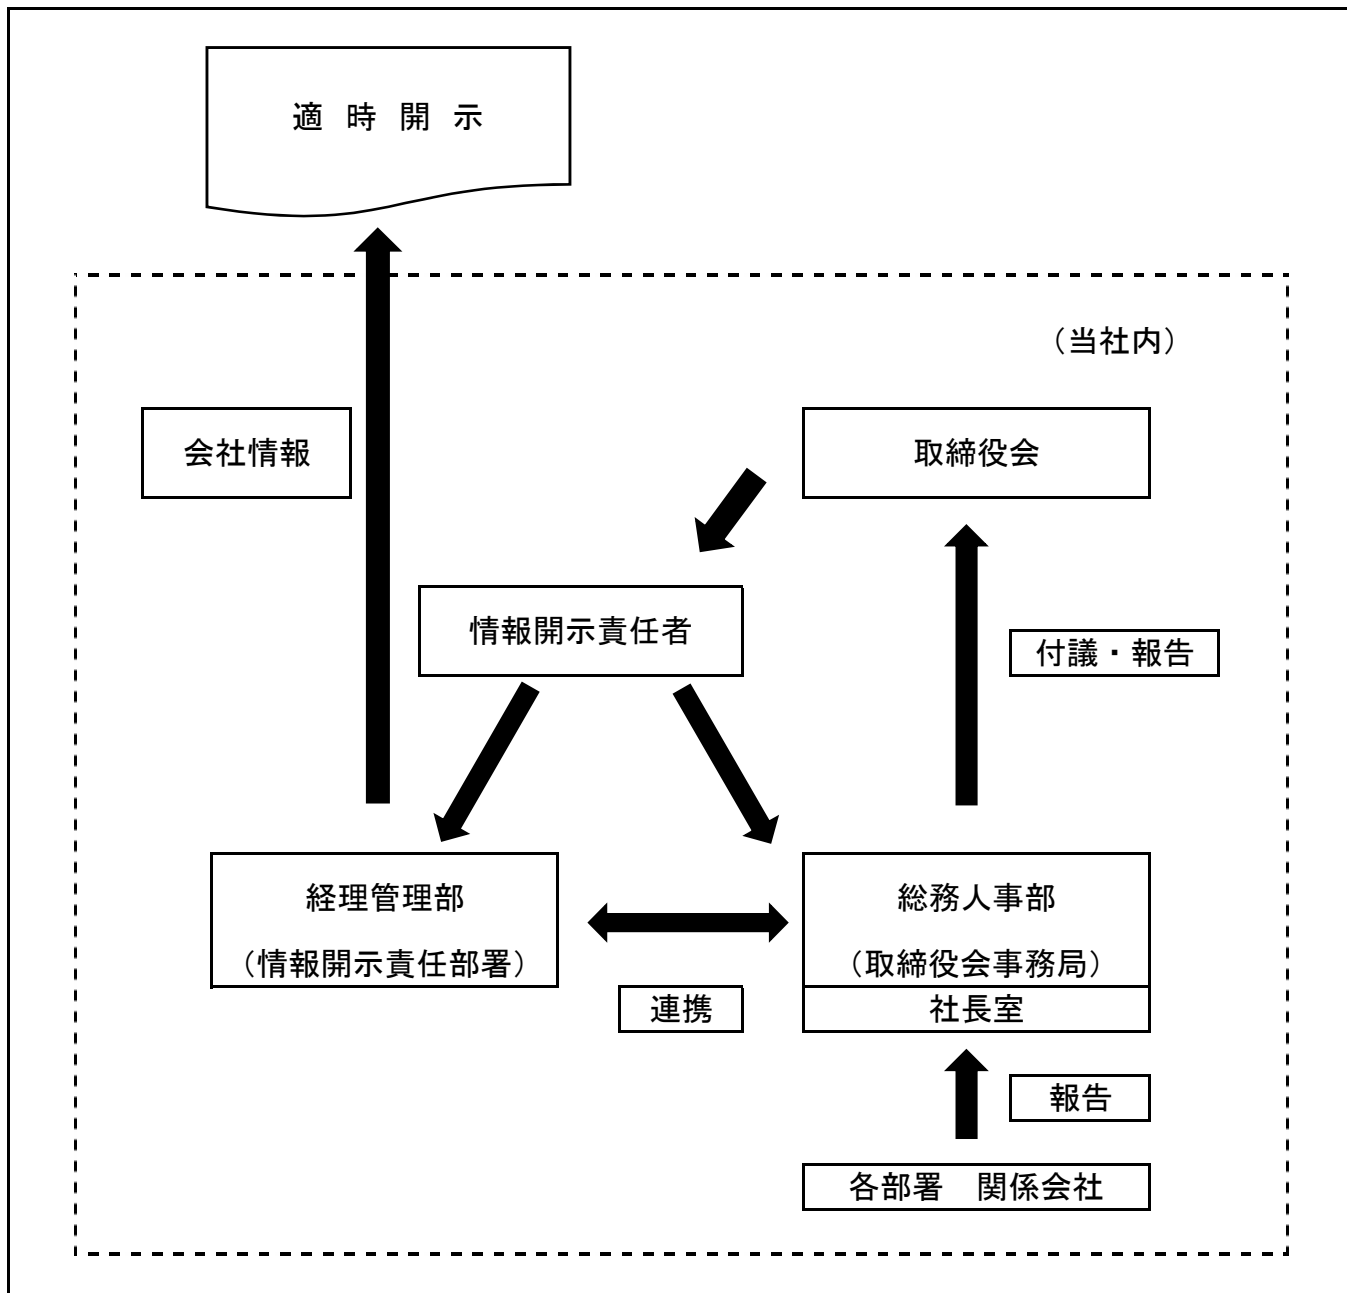 適 時 開 示
（当社内）
会社情報
取締役会
情報開示責任者
付議・報告
経理管理部
（情報開示責任部署）
総務人事部
（取締役会事務局）
連携
社長室
報告
各部署　関係会社